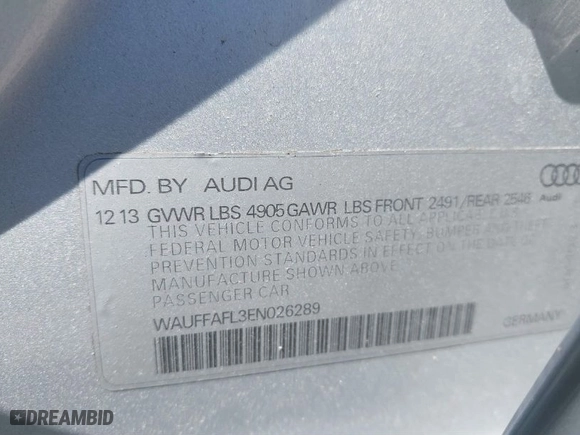 MFD. BY AUDI AG
12 13 GVWR LBS 4905 GAWR LBS FRONT 2491/REAR 2546
Audi
THIS VEHICLE CONFORMS TO ALL APPLICABLE
FEDERAL MOTOR VEHICLE SAFETY, BUMPER AND THEFT
PREVENTION STANDARDS IN EFFECT ON THE DATE OF
MANUFACTURE SHOWN ABOVE.
PASSENGER CAR
WAUFFAFL3EN026289
GERMANY
DREAMBID